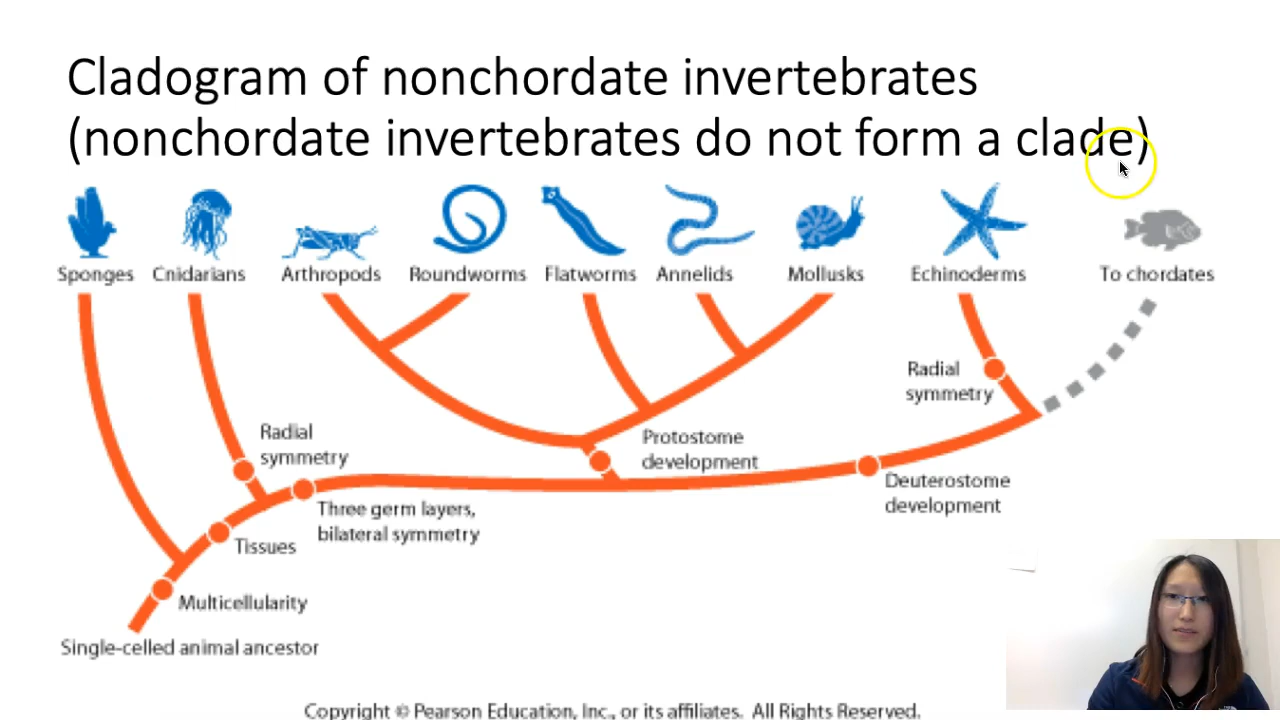 Cladogram of nonchordate invertebrates
(nonchordate invertebrates do not form a clade)
Sponges Cnidarians Arthropods Roundworms Flatworms Annelids Mollusks Echinoderms To chordates
Radial
symmetry
Radial
symmetry
Protostome
development
Deuterostome
development
Three germ layers,
bilateral symmetry
Tissues
Multicellularity
Single-celled animal ancestor
Copyright © Pearson Education, Inc., or its affiliates. All Rights Reserved.